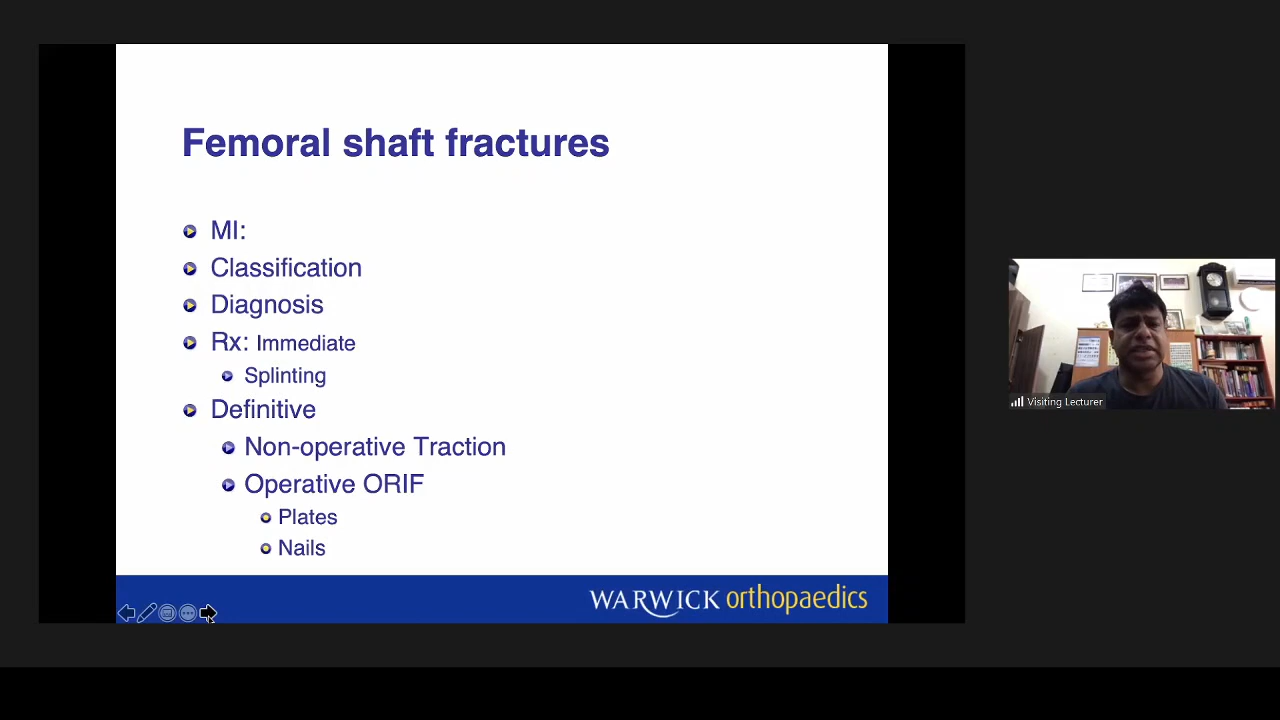 Femoral shaft fractures
MI:
Classification
Diagnosis
Rx: Immediate
Splinting
Definitive
Non-operative Traction
Operative ORIF
Plates
Nails
WARWICK orthopaedics
Visiting Lecturer